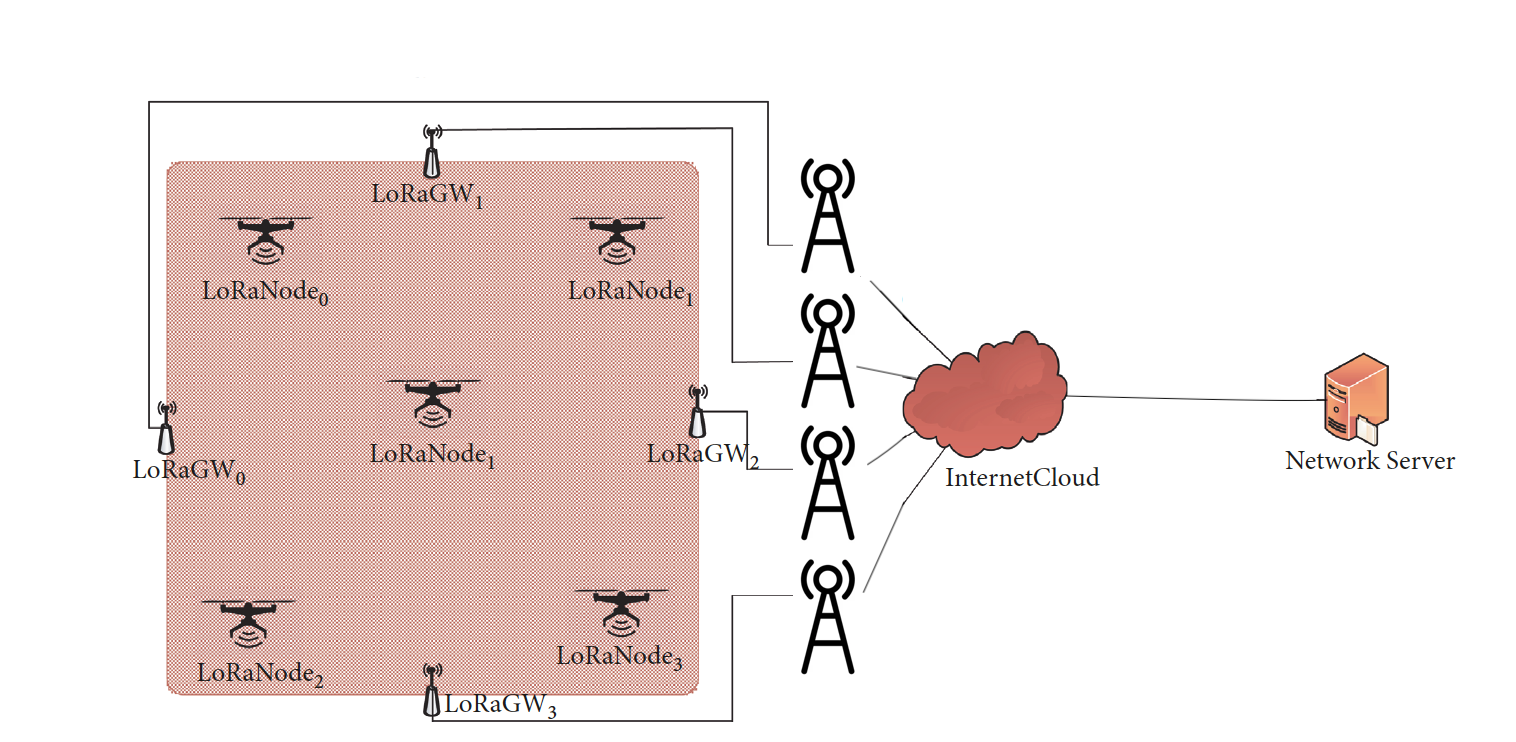 LoRaGW1
LoRaNode0
LoRaNode1
LoRaNode1
LoRaGW2
LoRaGW0
InternetCloud
Network Server
LoRaNode2
LoRaNode3
LoRaGW3